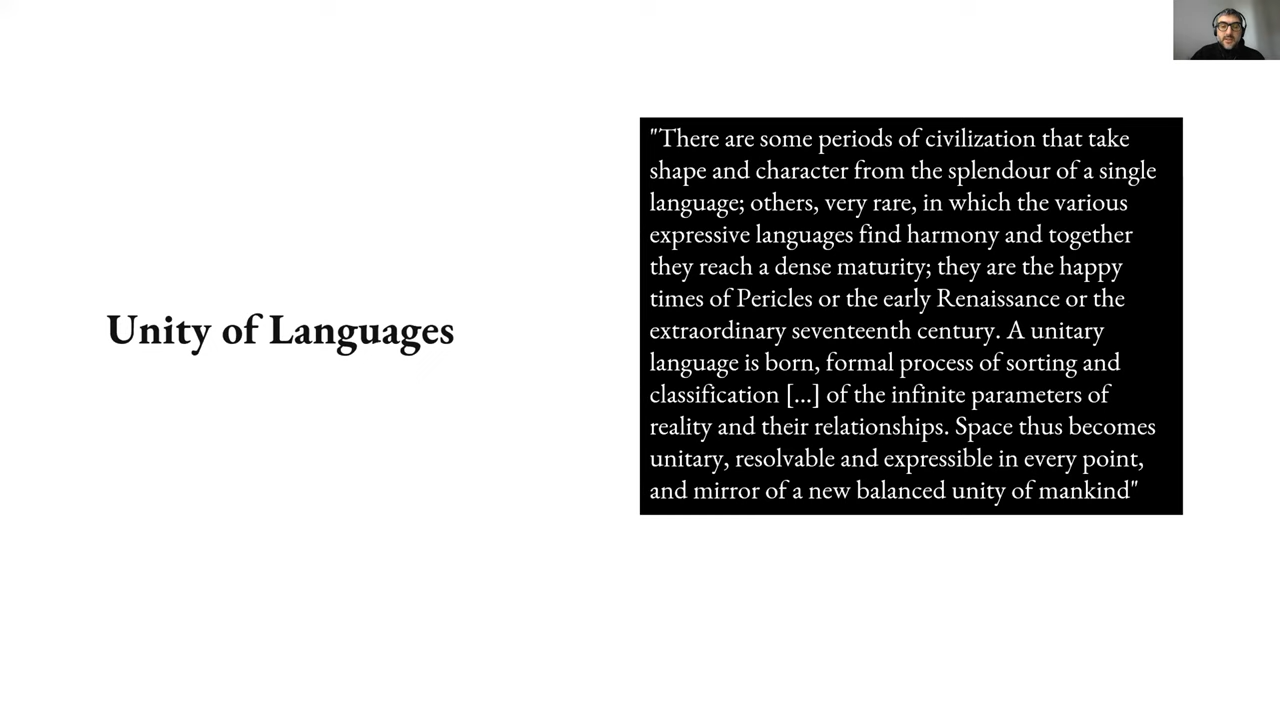 Unity of Languages
"There are some periods of civilization that take
shape and character from the splendour of a single
language; others, very rare, in which the various
expressive languages find harmony and together
they reach a dense maturity; they are the happy
times of Pericles or the early Renaissance or the
extraordinary seventeenth century. A unitary
language is born, formal process of sorting and
classification [...] of the infinite parameters of
reality and their relationships. Space thus becomes
unitary, resolvable and expressible in every point,
and mirror of a new balanced unity of mankind"